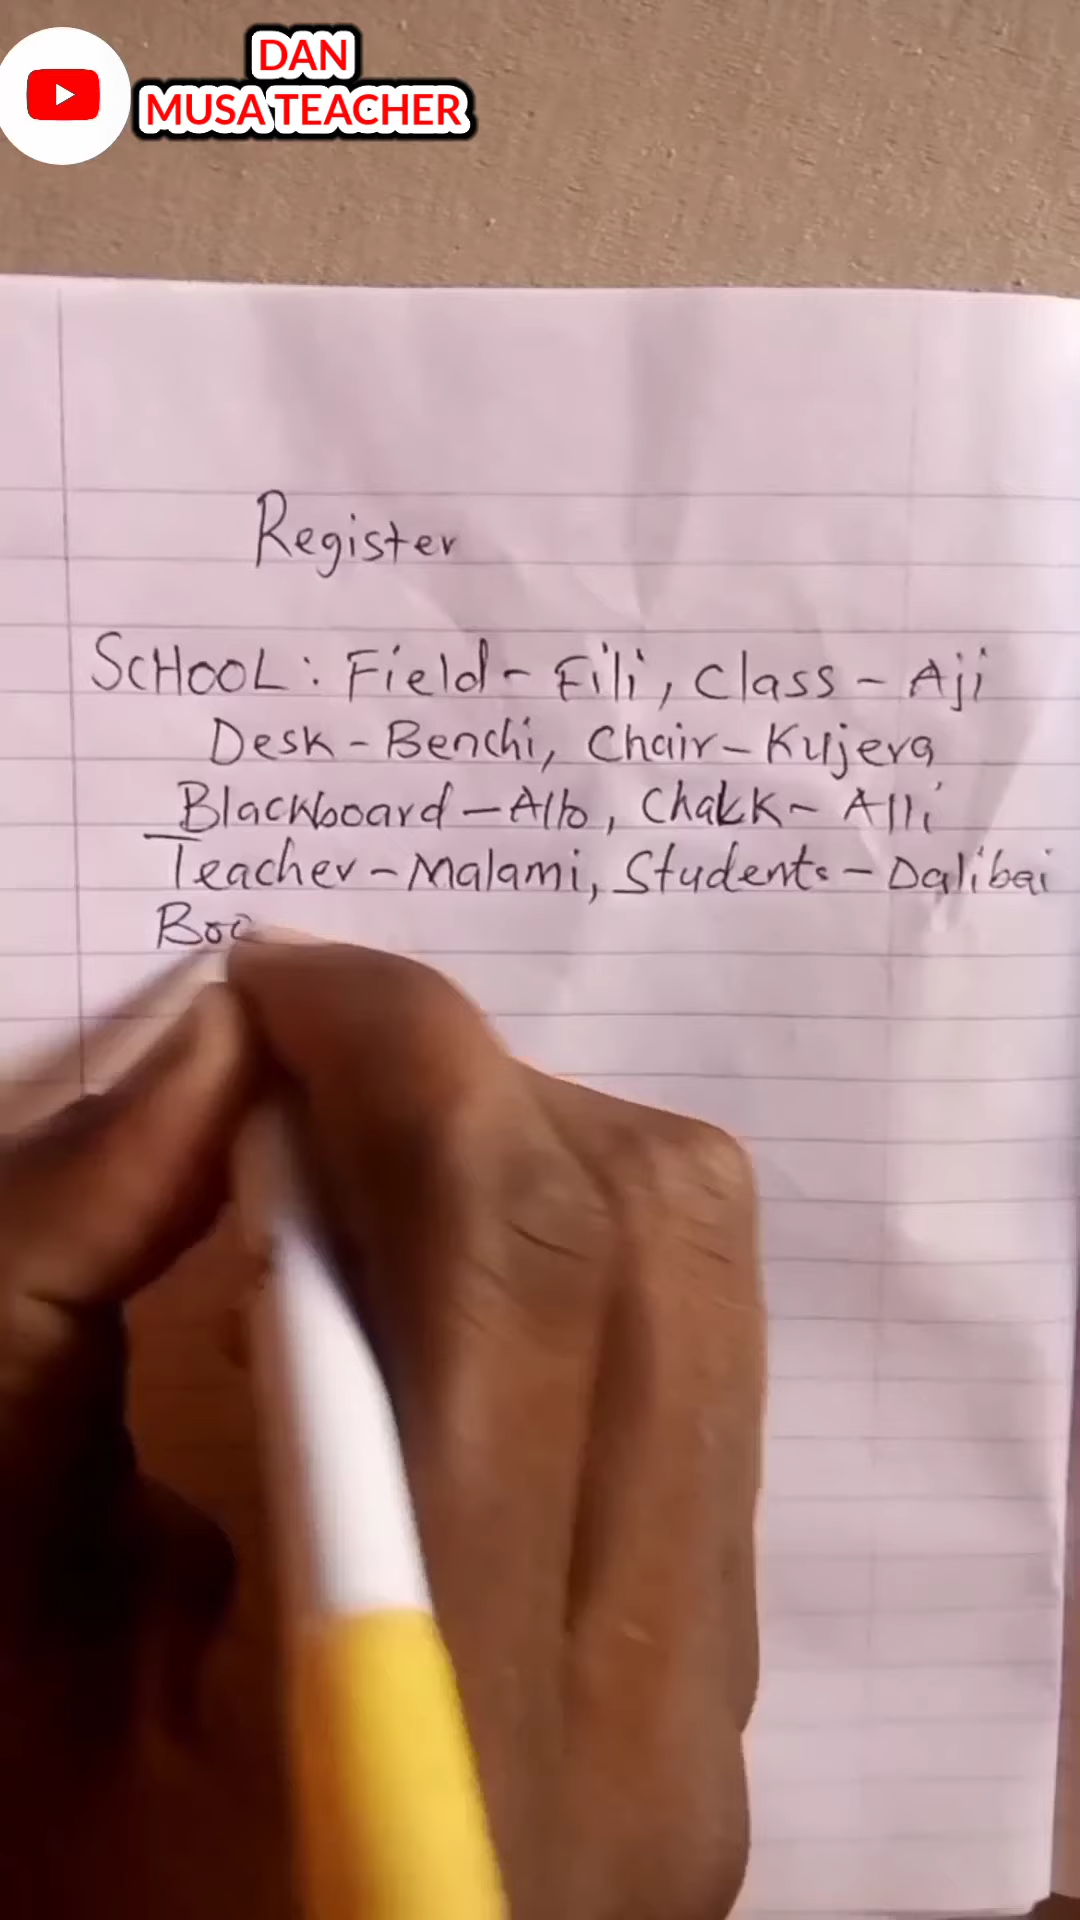 DAN
MUSA TEACHER
Register
SCHOOL: Field - Fili, Class - Aji
Desk - Benchi, Chair - Kujera
Blackboard - Allo, Chalk - Alli
Teacher - Malami, Students - Dalibai
Boo